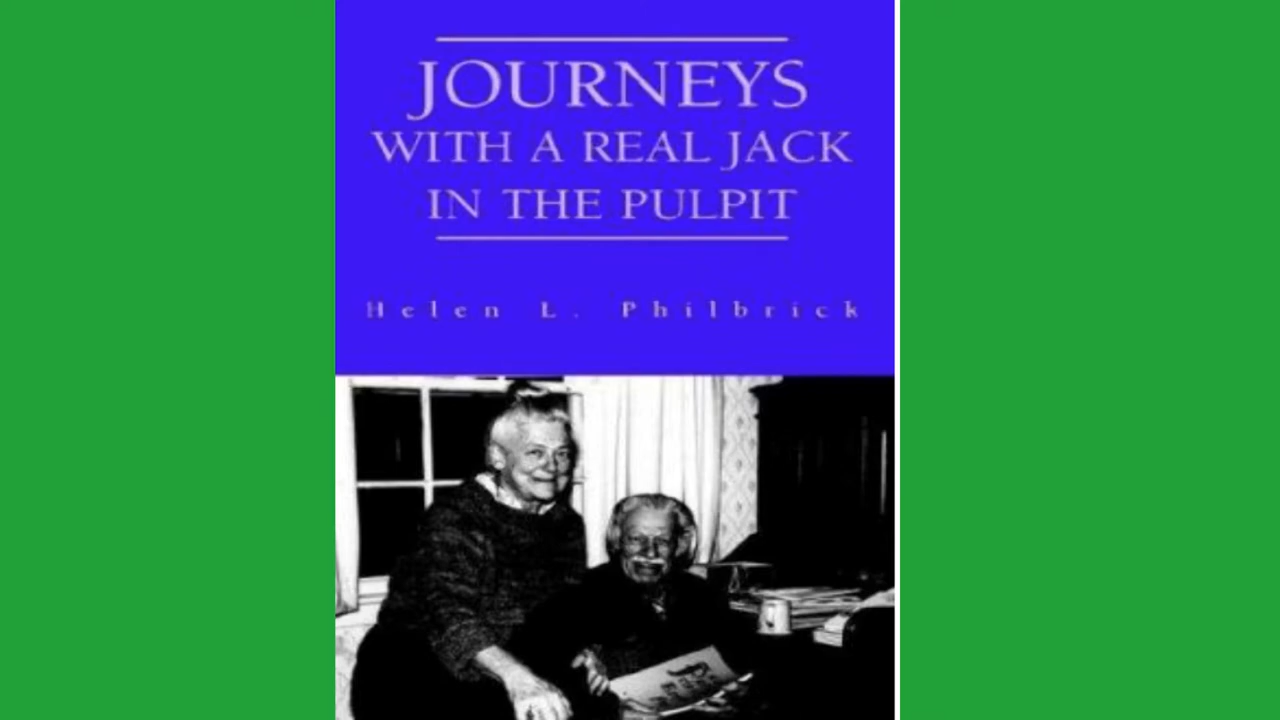 JOURNEYS
WITH A REAL JACK
IN THE PULPIT
Helen L. Philbrick